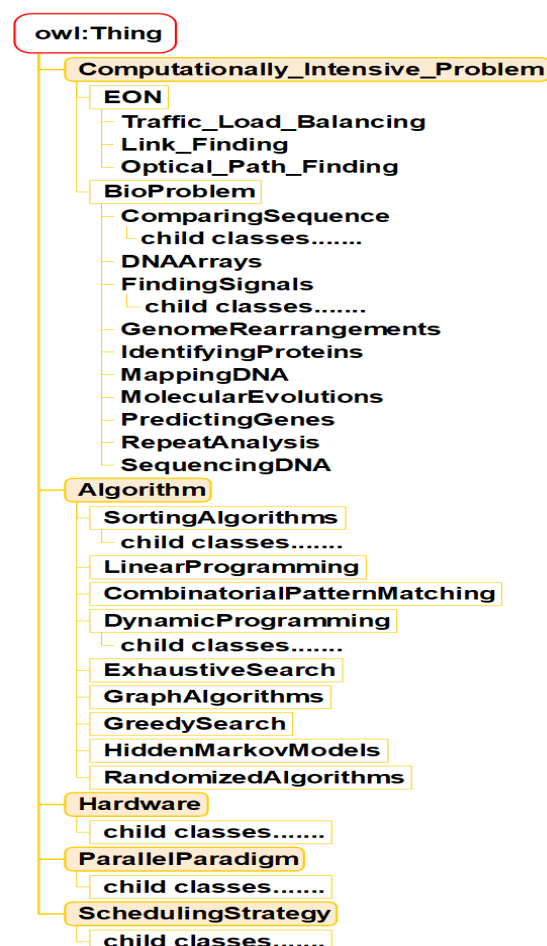 owl:Thing
Computationally_Intensive_Problem
EON
Traffic_Load_Balancing
Link_Finding
Optical_Path_Finding
BioProblem
ComparingSequence
child classes.......
DNAArrays
FindingSignals
child classes.......
GenomeRearrangements
IdentifyingProteins
MappingDNA
MolecularEvolutions
PredictingGenes
RepeatAnalysis
SequencingDNA
Algorithm
SortingAlgorithms
child classes.......
LinearProgramming
CombinatorialPatternMatching
DynamicProgramming
child classes.......
ExhaustiveSearch
GraphAlgorithms
GreedySearch
HiddenMarkovModels
RandomizedAlgorithms
Hardware
child classes.......
ParallelParadigm
child classes.......
SchedulingStrategy
child classes.......